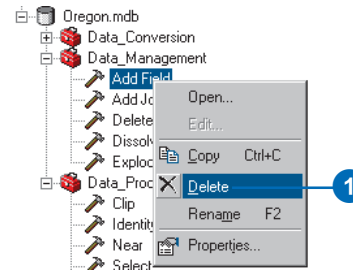 Oregon.mdb
Data_Conversion
Data_Management
Add Field
Add Jo
Delete
Dissolv
Explod
Data_Proc
Clip
Identity
Near
Select
Open...
Edit...
Copy Ctrl+C
Delete
Rename F2
Properties...
1